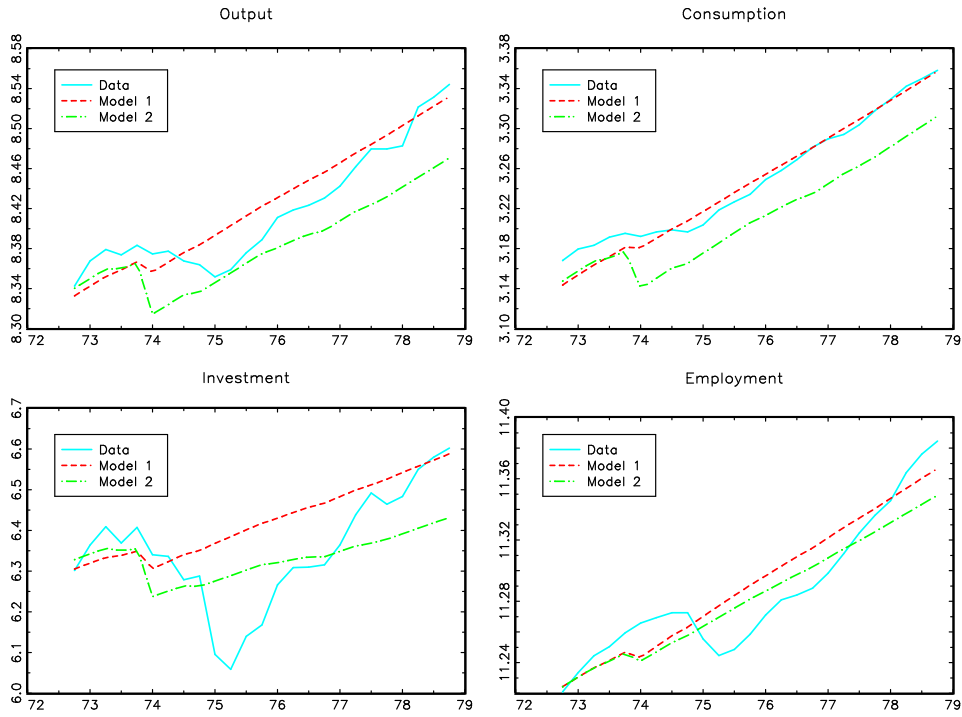 Output
8.58
8.54
8.50
8.46
8.42
8.38
8.34
8.30
Data
Model 1
Model 2
72 73 74 75 76 77 78 79
Consumption
3.38
3.34
3.30
3.26
3.22
3.18
3.14
3.10
Data
Model 1
Model 2
72 73 74 75 76 77 78 79
Investment
6.7
6.6
6.5
6.4
6.3
6.2
6.1
6.0
Data
Model 1
Model 2
72 73 74 75 76 77 78 79
Employment
11.40
11.36
11.32
11.28
11.24
Data
Model 1
Model 2
72 73 74 75 76 77 78 79